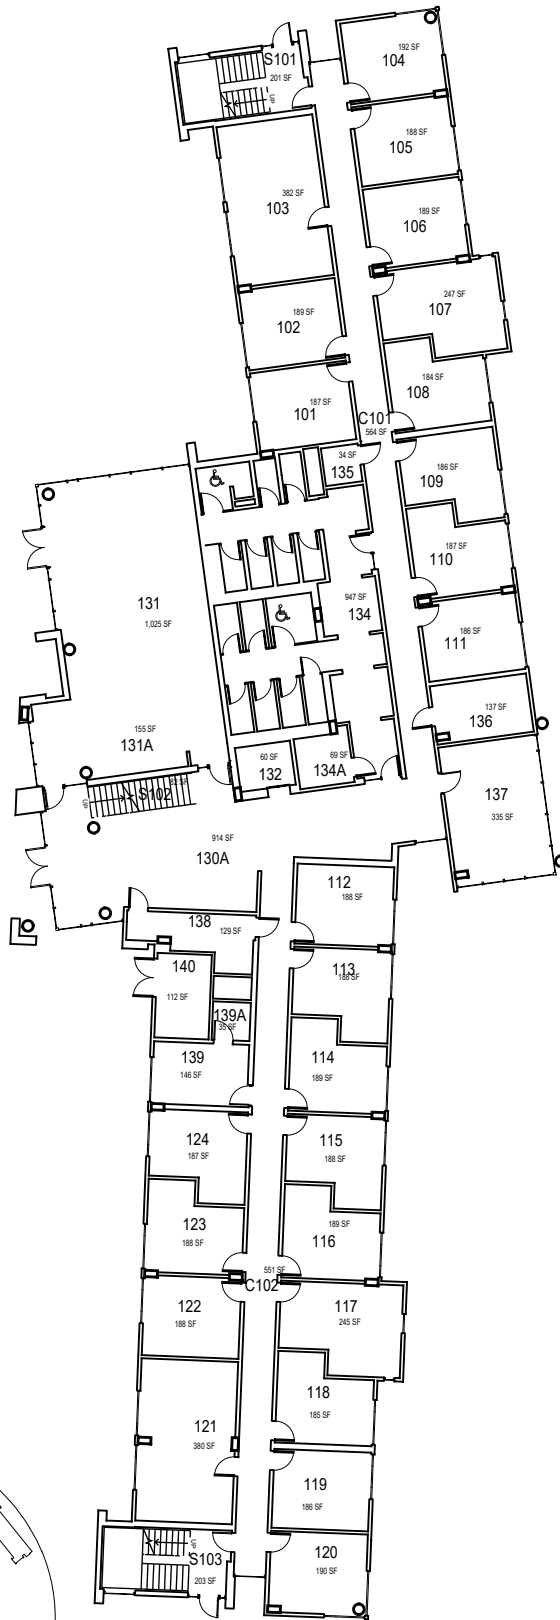 S101
201 SF
UP
192 SF
104
188 SF
105
382 SF
103
189 SF
106
247 SF
107
189 SF
102
184 SF
108
187 SF
101
C101
564 SF
34 SF
135
186 SF
109
187 SF
110
947 SF
134
131
1,025 SF
186 SF
111
137 SF
136
155 SF
131A
60 SF
132
69 SF
134A
137
335 SF
S102
UP
914 SF
130A
112
188 SF
138
129 SF
113
188 SF
140
112 SF
139A
35 SF
139
146 SF
114
189 SF
124
187 SF
115
188 SF
123
188 SF
189 SF
116
551 SF
C102
122
188 SF
117
245 SF
118
185 SF
121
380 SF
119
186 SF
UP
S103
203 SF
120
190 SF